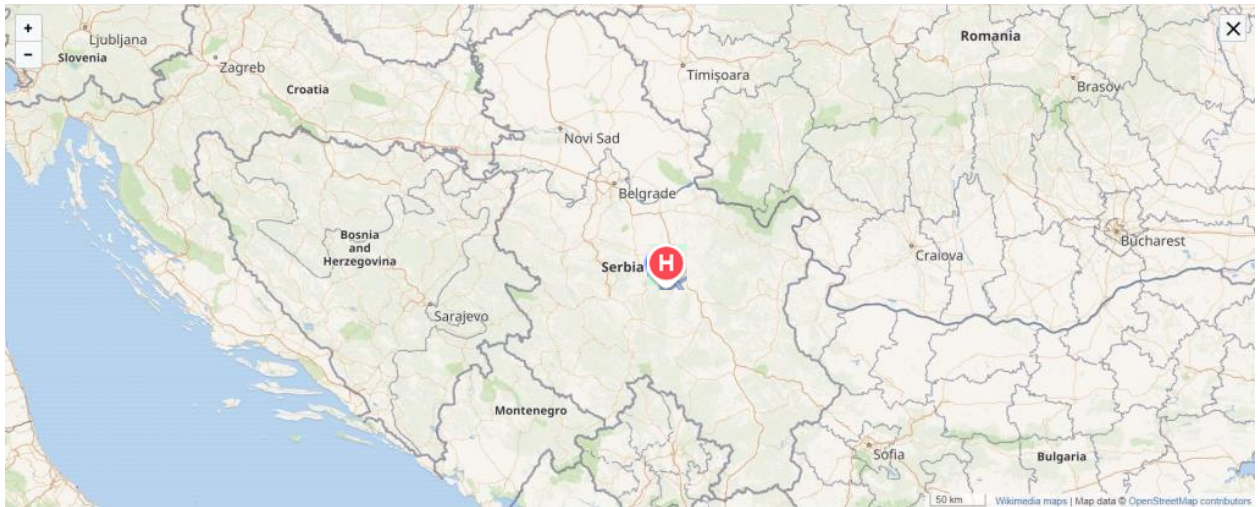 +
−
Ljubljana
Slovenia
Zagreb
Croatia
Novi Sad
Belgrade
Timișoara
Romania
Brasov
Bosnia
and
Herzegovina
Serbia
H
Craiova
Bucharest
Sarajevo
Montenegro
Sofia
Bulgaria
50 km
Wikimedia maps | Map data © OpenStreetMap contributors